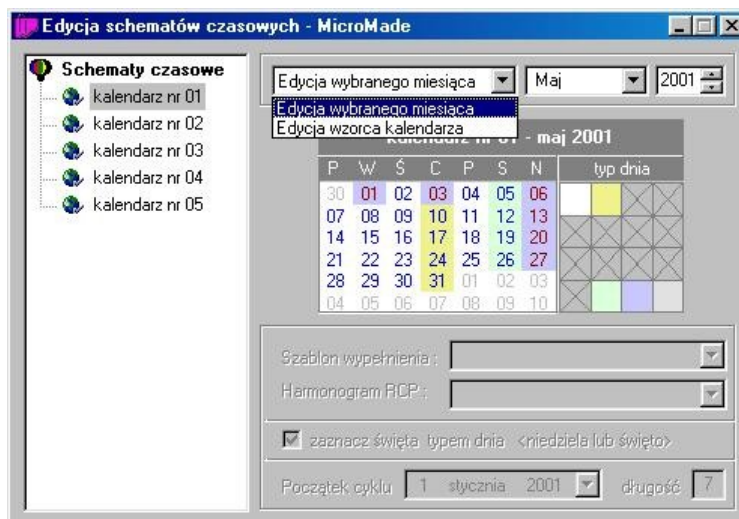 Edycja schematów czasowych - MicroMade
Schematy czasowe
kalendarz nr 01
kalendarz nr 02
kalendarz nr 03
kalendarz nr 04
kalendarz nr 05
Edycja wybranego miesiąca Maj 2001
Edycja wybranego miesiąca
Edycja wzorca kalendarza
kalendarz nr 01 - maj 2001
P W Ś C P S N typ dnia
30 01 02 03 04 05 06
07 08 09 10 11 12 13
14 15 16 17 18 19 20
21 22 23 24 25 26 27
28 29 30 31 01 02 03
04 05 06 07 08 09 10
Szablon wypełnienia :
Harmonogram RCP :
zaznacz święta typem dnia <niedziela lub święto>
Początek cyklu 1 stycznia 2001 długość 7